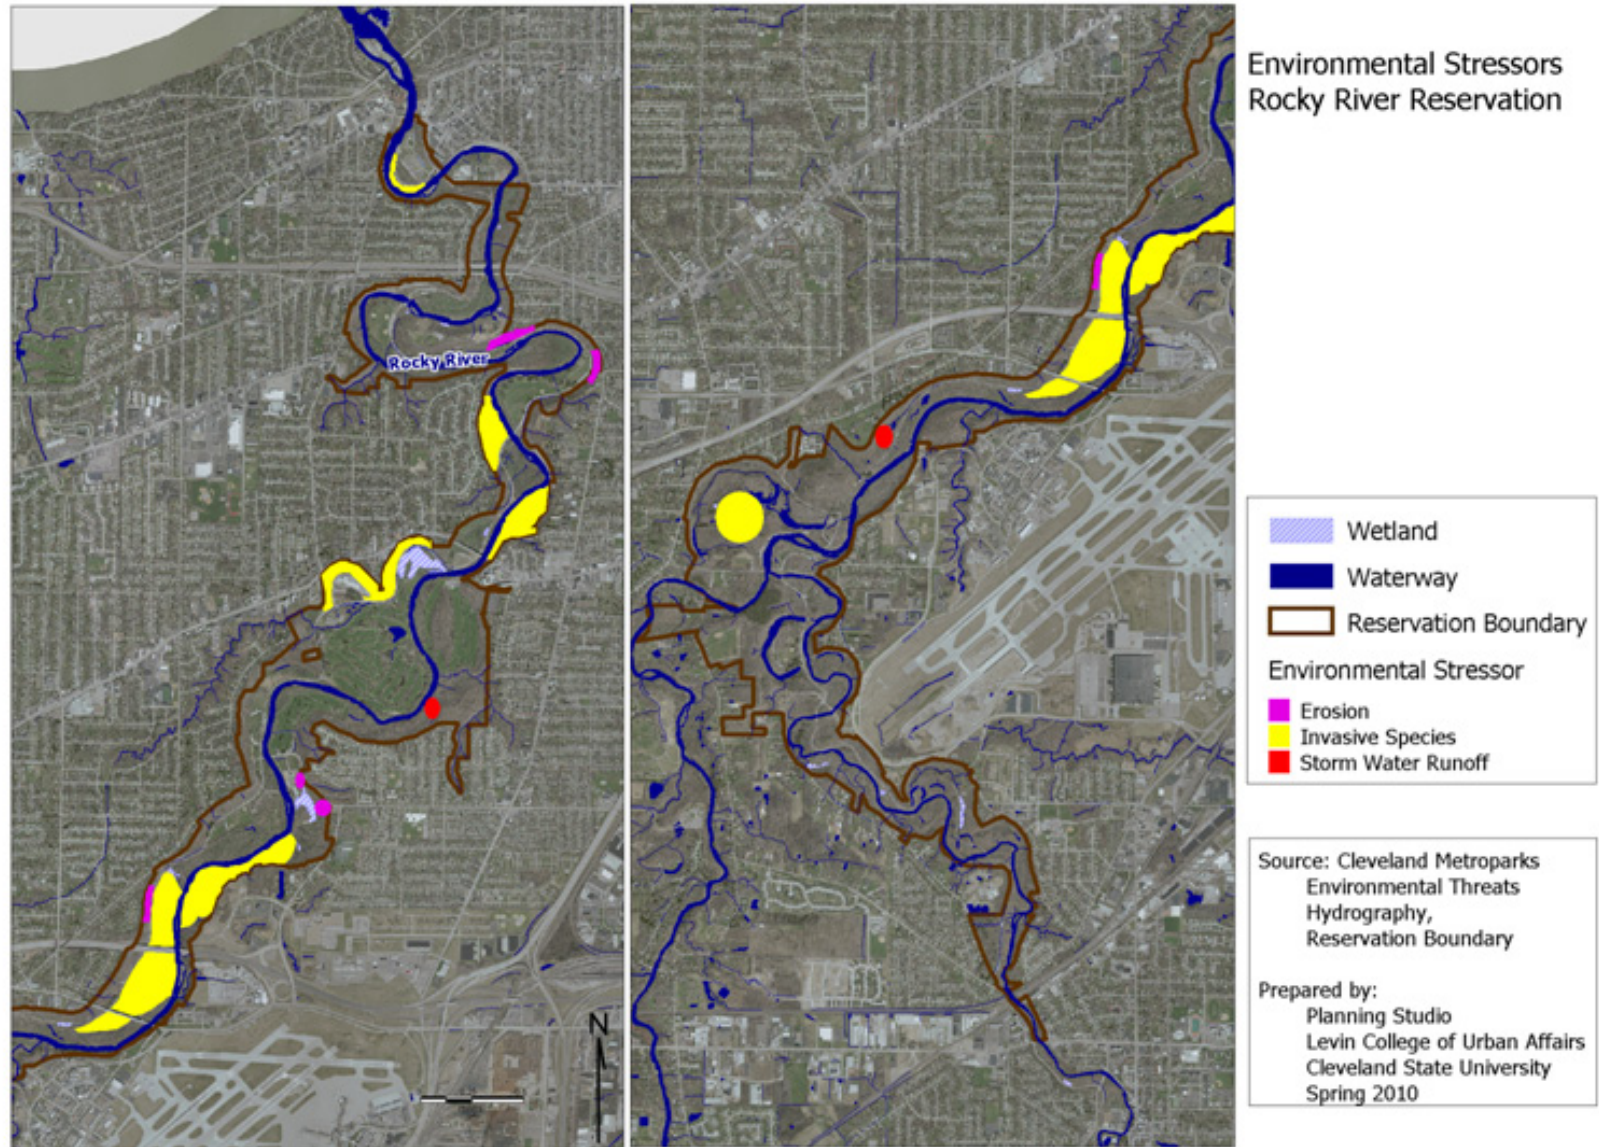 Environmental Stressors
Rocky River Reservation
Rocky River
N
Wetland
Waterway
Reservation Boundary
Environmental Stressor
Erosion
Invasive Species
Storm Water Runoff
Source: Cleveland Metroparks
Environmental Threats
Hydrography,
Reservation Boundary
Prepared by:
Planning Studio
Levin College of Urban Affairs
Cleveland State University
Spring 2010